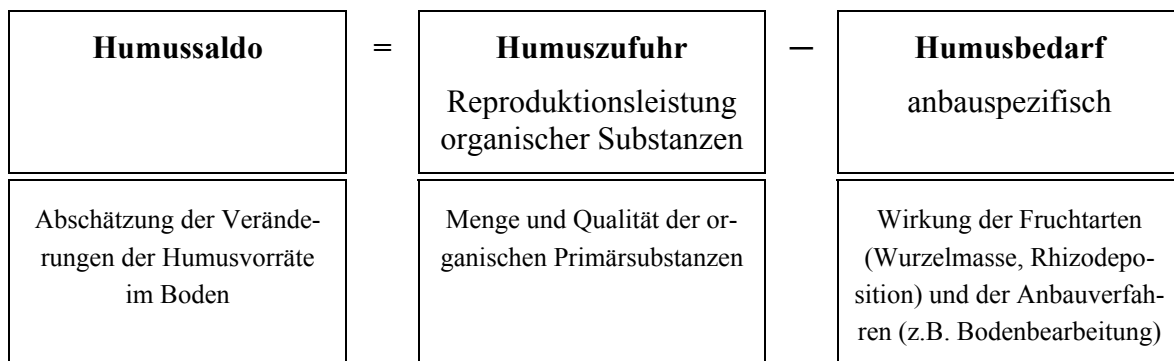 Humussaldo = Humuszufuhr – Humusbedarf
Reproduktionsleistung
organischer Substanzen
anbauspezifisch
Abschätzung der Verände-
rungen der Humusvorräte
im Boden
Menge und Qualität der or-
ganischen Primärsubstanzen
Wirkung der Fruchtarten
(Wurzelmasse, Rhizodepo-
sition) und der Anbauverfah-
ren (z.B. Bodenbearbeitung)